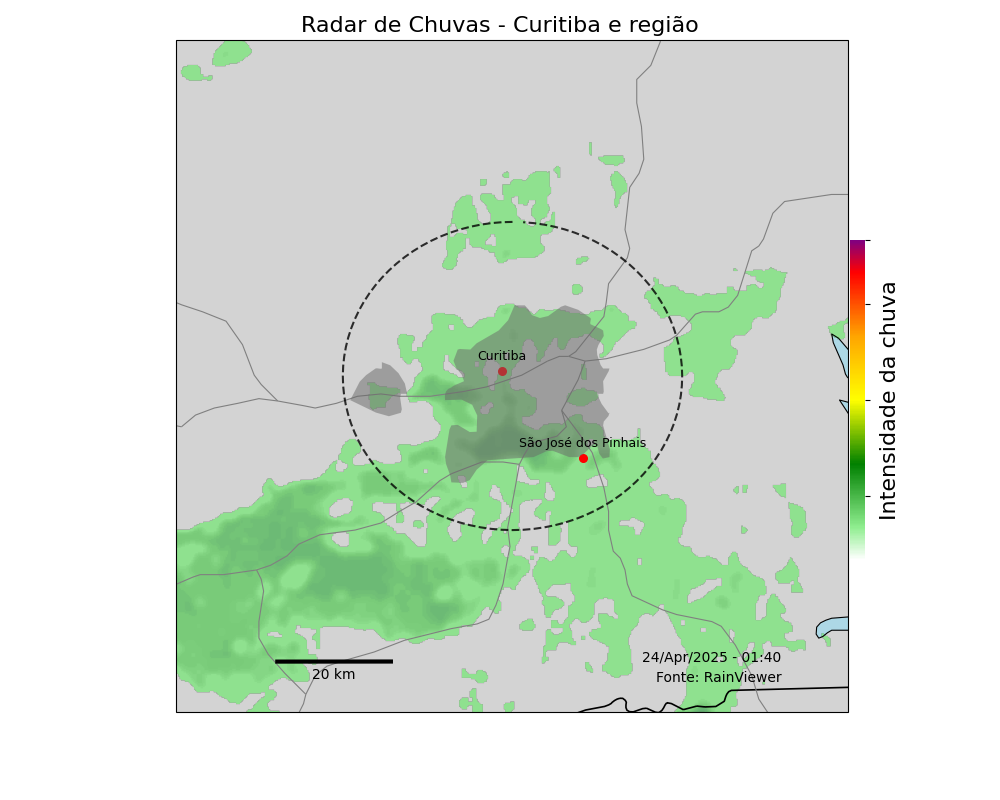 Radar de Chuvas - Curitiba e região
Curitiba
São José dos Pinhais
Intensidade da chuva
24/Apr/2025 - 01:40
20 km
Fonte: RainViewer